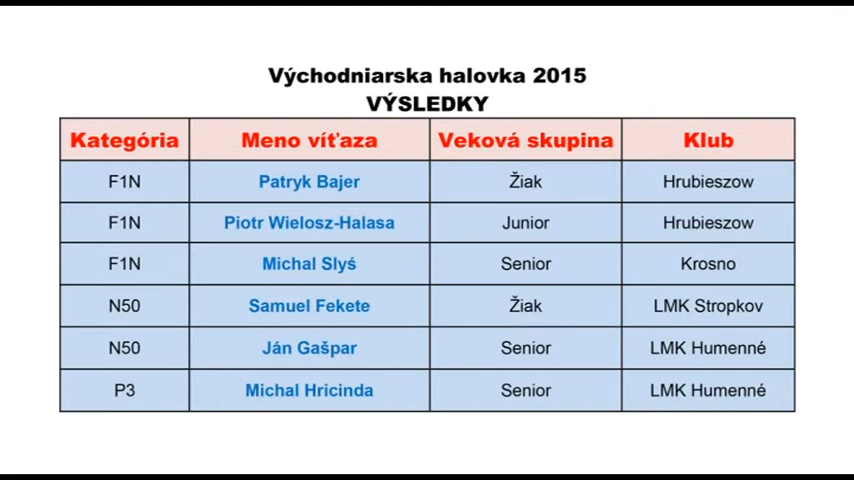 Východniarska halovka 2015
VÝSLEDKY
Kategória Meno víťaza Veková skupina Klub
F1N Patryk Bajer Žiak Hrubieszow
F1N Piotr Wielosz-Halasa Junior Hrubieszow
F1N Michal Slyś Senior Krosno
N50 Samuel Fekete Žiak LMK Stropkov
N50 Ján Gašpar Senior LMK Humenné
P3 Michal Hricinda Senior LMK Humenné